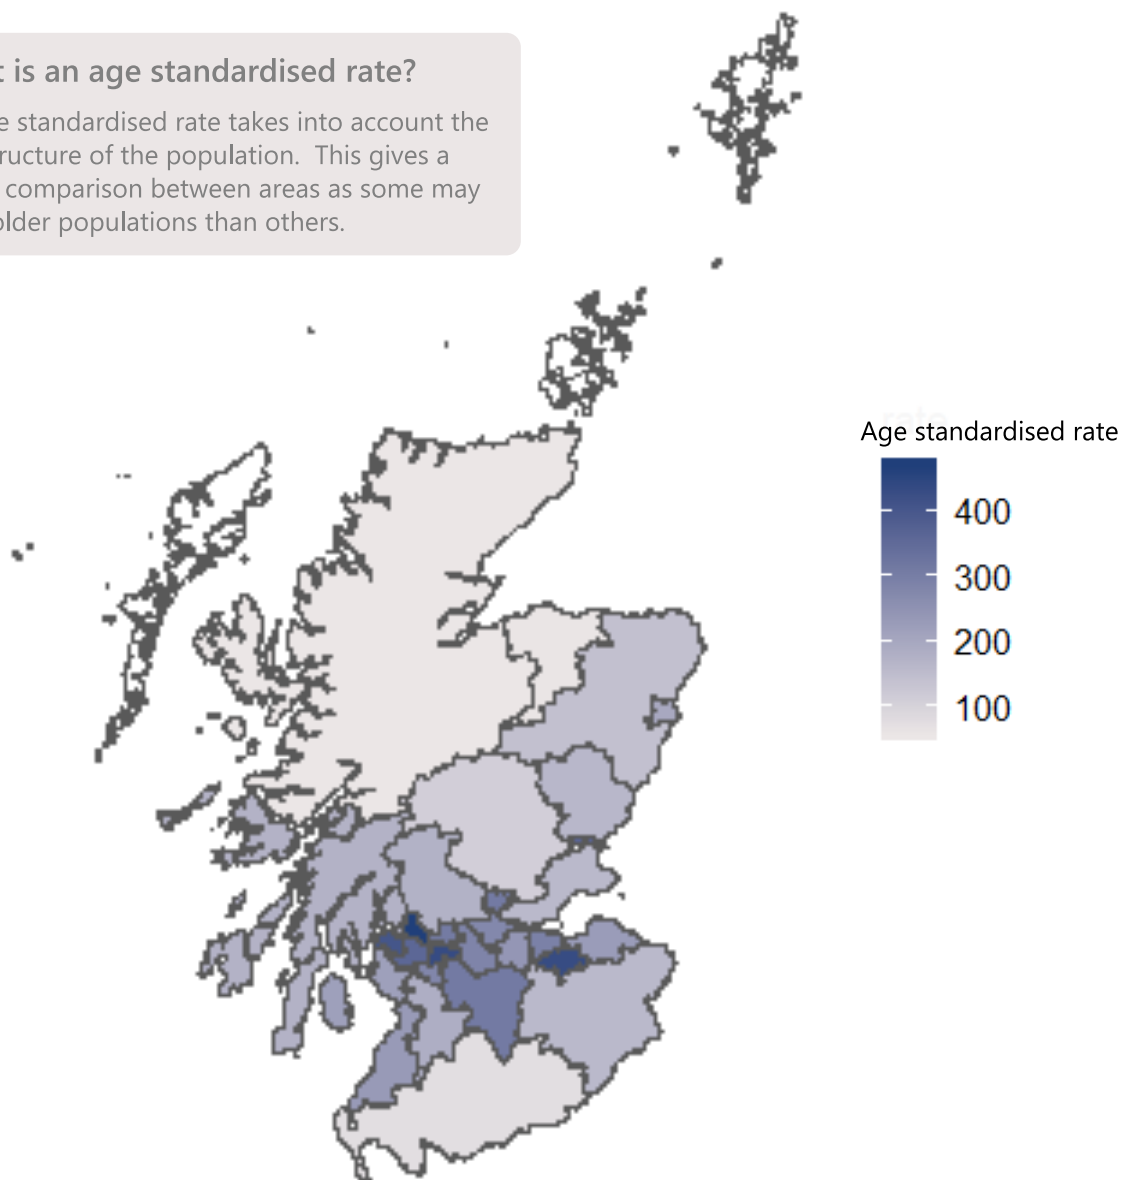 t is an age standardised rate?
e standardised rate takes into account the
ructure of the population. This gives a
comparison between areas as some may
older populations than others.
Age standardised rate
400
300
200
100